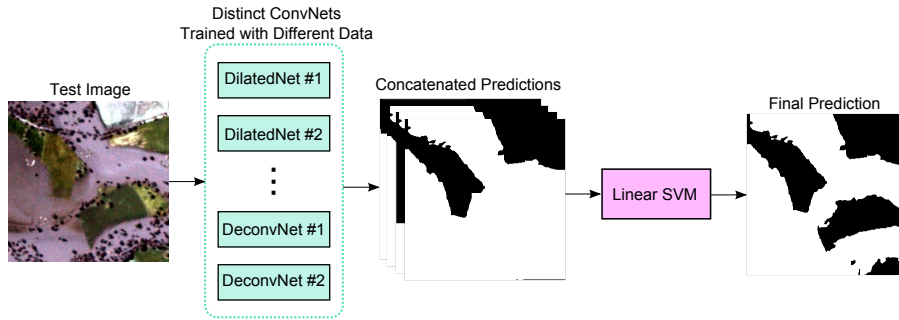 Distinct ConvNets
Trained with Different Data
Test Image
DilatedNet #1
DilatedNet #2
DeconvNet #1
DeconvNet #2
Concatenated Predictions
Linear SVM
Final Prediction